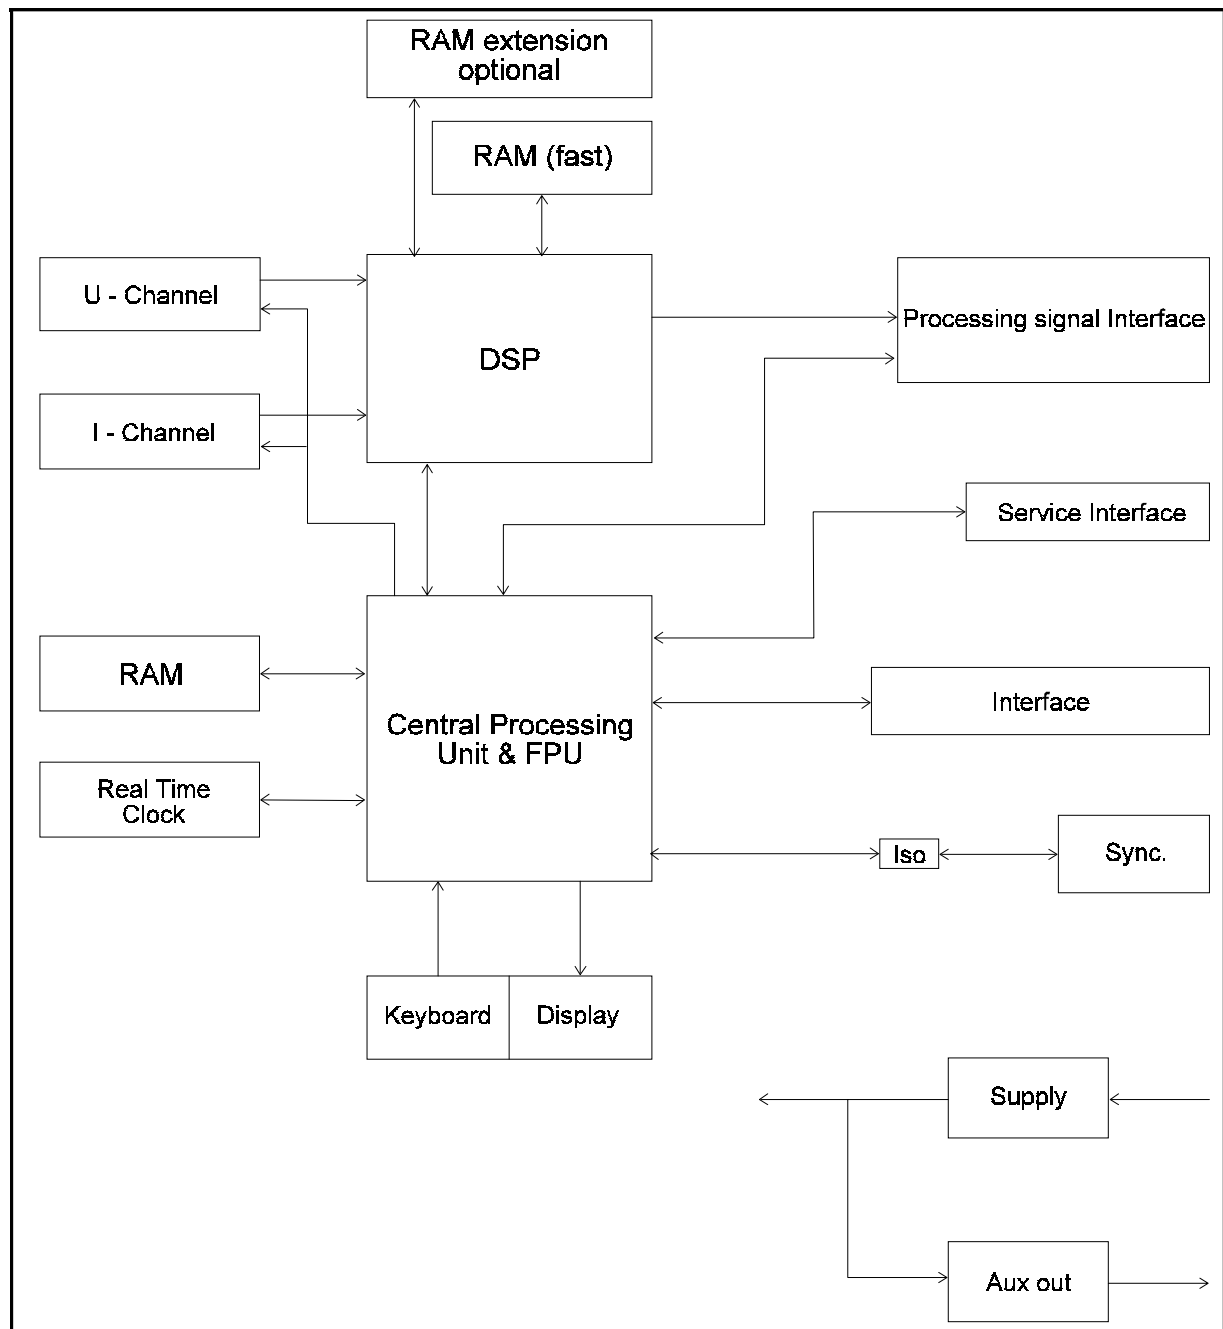 RAM extension
optional
RAM (fast)
U - Channel
DSP
Processing signal Interface
I - Channel
Service Interface
RAM
Central Processing
Unit & FPU
Interface
Real Time
Clock
Iso
Sync.
Keyboard
Display
Supply
Aux out